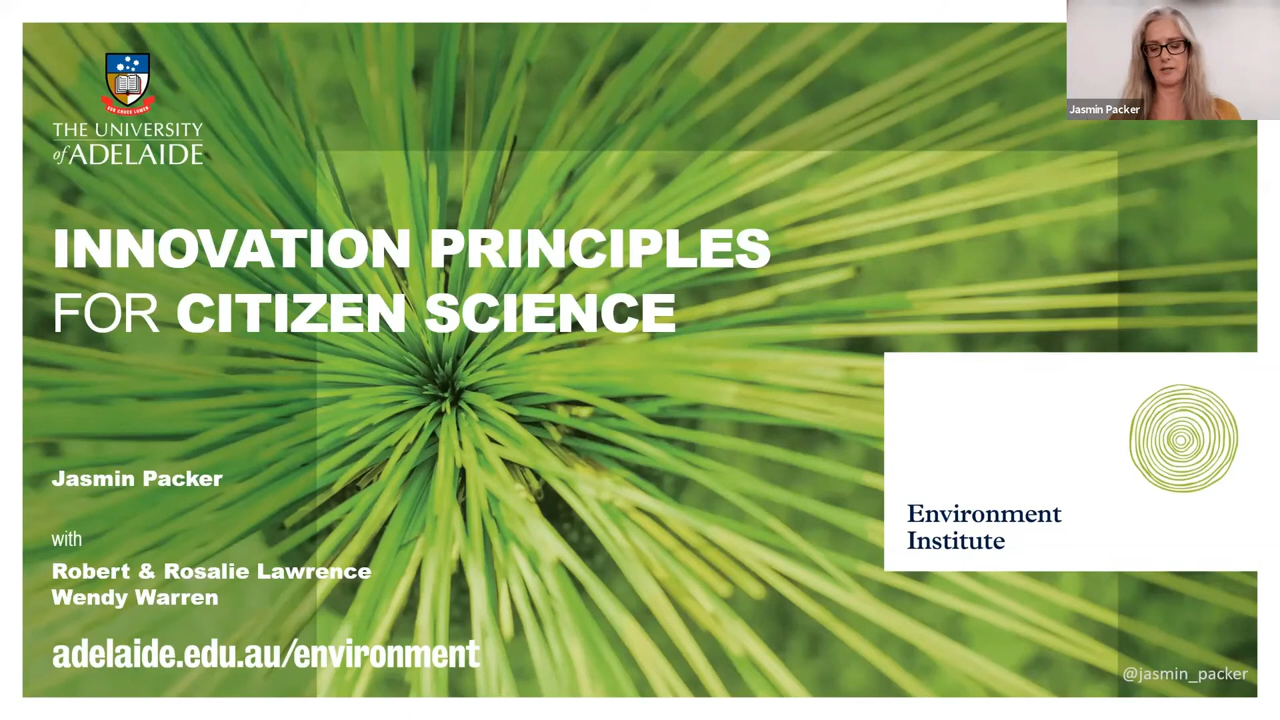 THE UNIVERSITY
of ADELAIDE
Jasmin Packer
INNOVATION PRINCIPLES
FOR CITIZEN SCIENCE
Jasmin Packer
with
Robert & Rosalie Lawrence
Wendy Warren
adelaide.edu.au/environment
Environment
Institute
@jasmin_packer